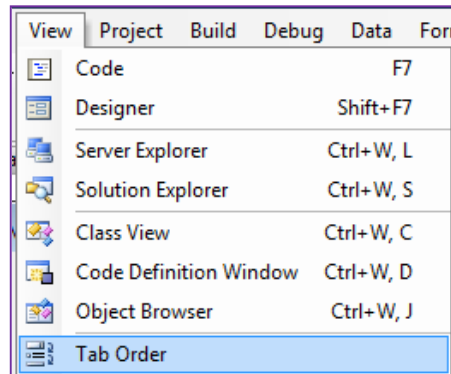 View Project Build Debug Data For
Code F7
Designer Shift+F7
Server Explorer Ctrl+W, L
Solution Explorer Ctrl+W, S
Class View Ctrl+W, C
Code Definition Window Ctrl+W, D
Object Browser Ctrl+W, J
Tab Order